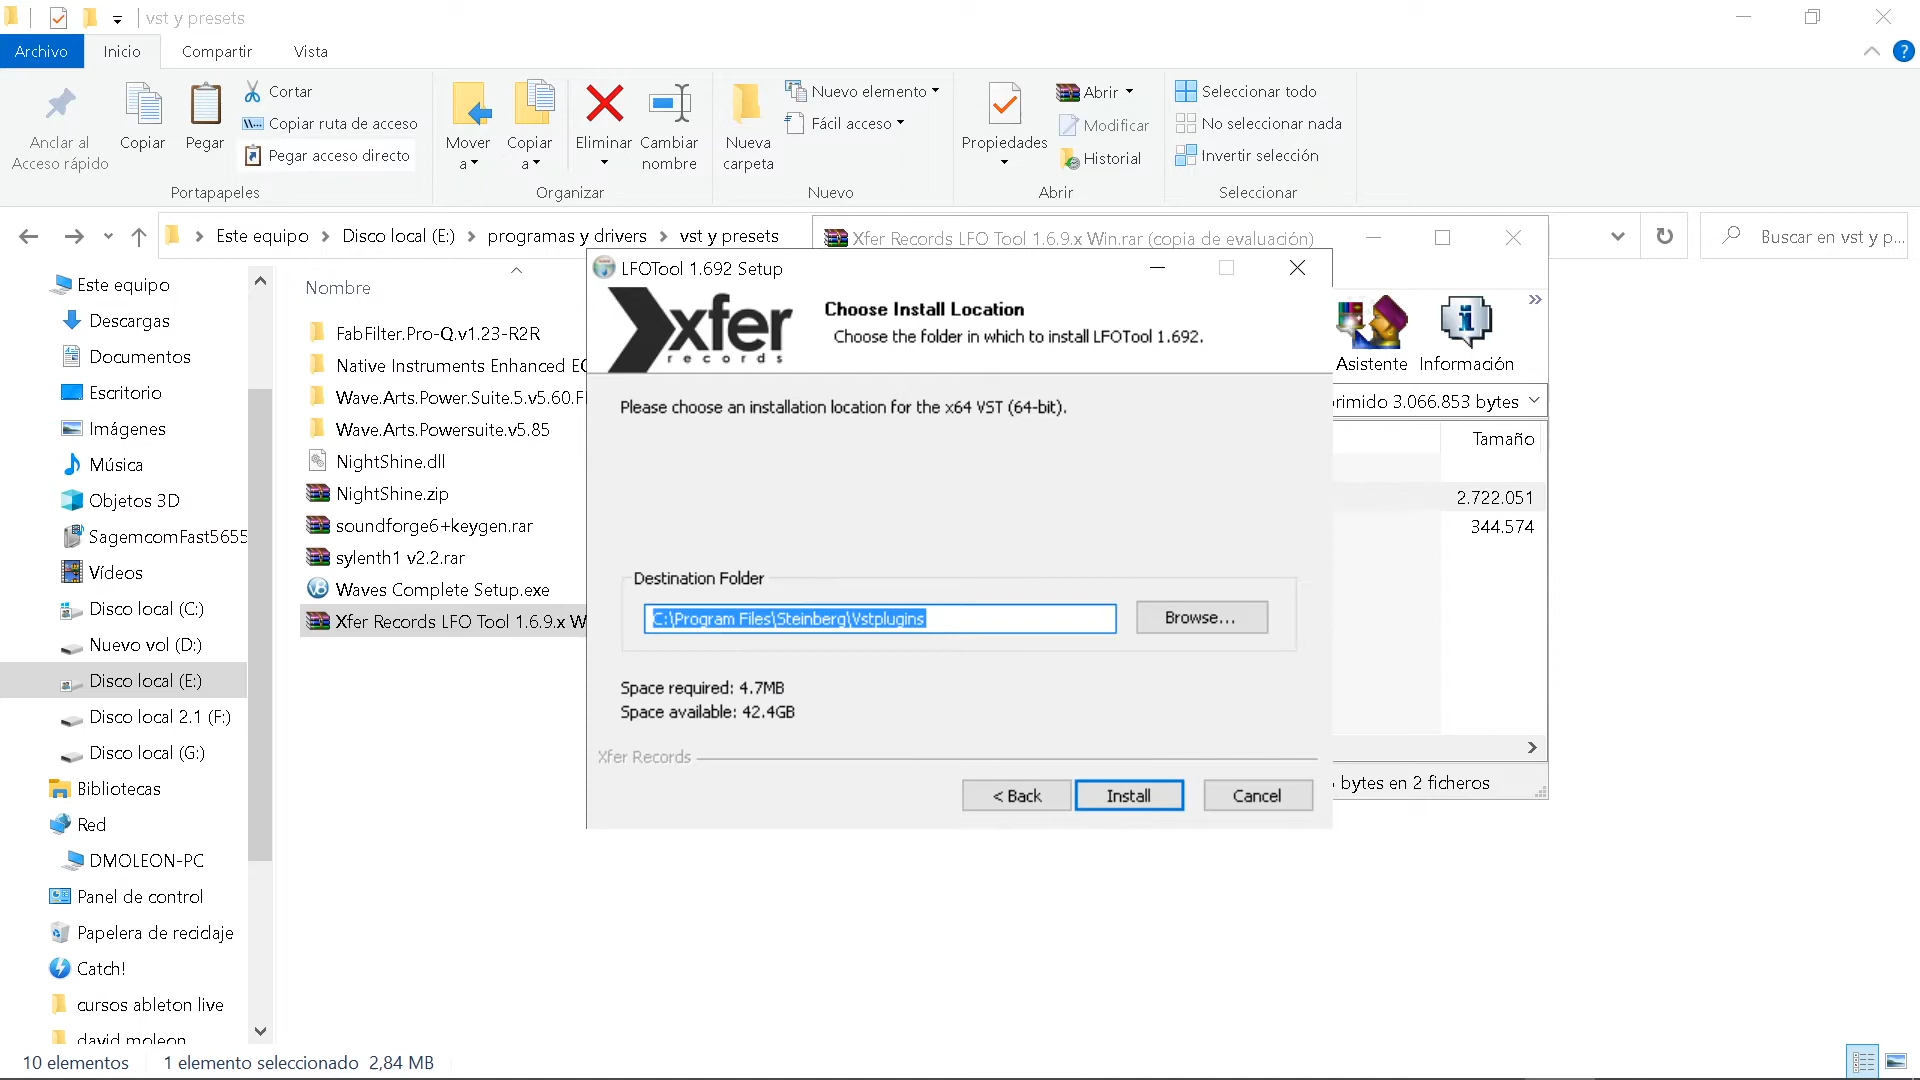 vst y presets
Archivo
Inicio
Compartir
Vista
?
Anclar al
Acceso rápido
Copiar
Pegar
Cortar
Copiar ruta de acceso
Pegar acceso directo
Portapapeles
Mover
a
Copiar
a
Eliminar
Cambiar
nombre
Organizar
Nueva
carpeta
Nuevo elemento
Fácil acceso
Nuevo
Propiedades
Abrir
Modificar
Historial
Abrir
Seleccionar todo
No seleccionar nada
Invertir selección
Seleccionar
Este equipo
Disco local (E:)
programas y drivers
vst y presets
Buscar en vst y p...
Este equipo
Descargas
Documentos
Escritorio
Imágenes
Música
Objetos 3D
SagemcomFast5655
Vídeos
Disco local (C:)
Nuevo vol (D:)
Disco local (E:)
Disco local 2.1 (F:)
Disco local (G:)
Bibliotecas
Red
DMOLEON-PC
Panel de control
Papelera de reciclaje
Catch!
cursos ableton live
david moleon
Nombre
FabFilter.Pro-Q.v1.23-R2R
Native Instruments Enhanced EQ
Wave.Arts.Power.Suite.5.v5.60.F
Wave.Arts.Powersuite.v5.85
NightShine.dll
NightShine.zip
soundforge6+keygen.rar
sylenth1 v2.2.rar
Waves Complete Setup.exe
Xfer Records LFO Tool 1.6.9.x W
Xfer Records LFO Tool 1.6.9.x Win.rar (copia de evaluación)
Asistente
Información
rimido 3.066.853 bytes
Tamaño
2.722.051
344.574
bytes en 2 ficheros
LFOTool 1.692 Setup
xfer
records
Choose Install Location
Choose the folder in which to install LFOTool 1.692.
Please choose an installation location for the x64 VST (64-bit).
Destination Folder
C:\Program Files\Steinberg\Vstplugins
Browse...
Space required: 4.7MB
Space available: 42.4GB
Xfer Records
< Back
Install
Cancel
10 elementos
1 elemento seleccionado 2,84 MB